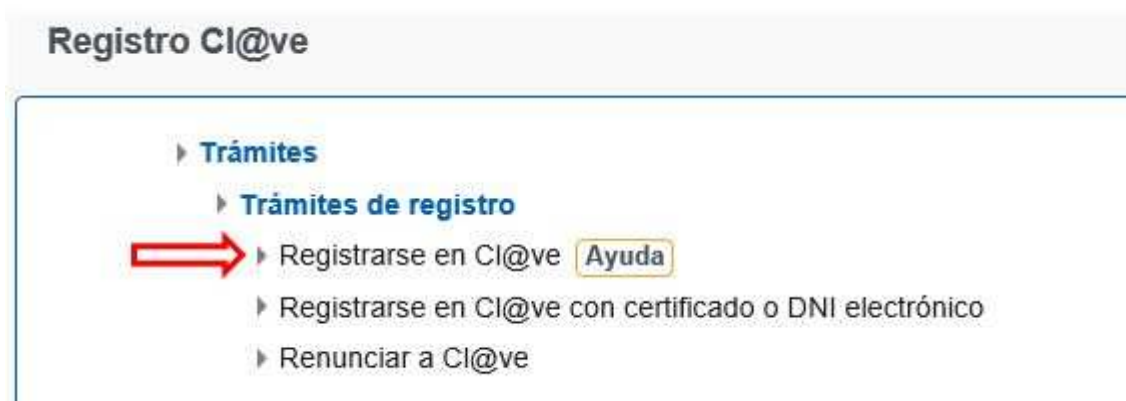 Registro Cl@ve
Trámites
Trámites de registro
Registrarse en Cl@ve Ayuda
Registrarse en Cl@ve con certificado o DNI electrónico
Renunciar a Cl@ve